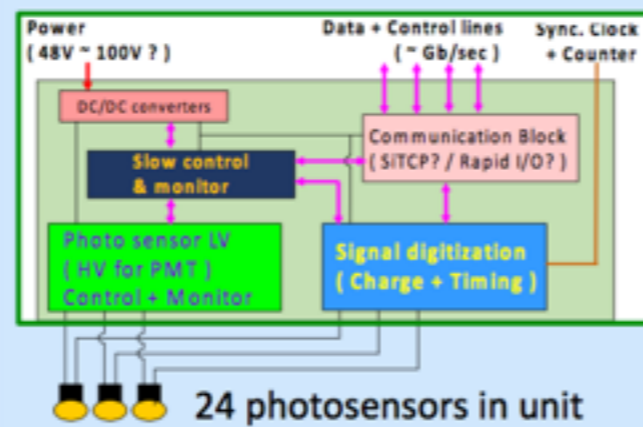 Power
( 48V ~ 100V ? )
Data + Control lines
( ~ Gb/sec )
Sync. Clock
+ Counter
DC/DC converters
Slow control
& monitor
Communication Block
( SiTCP? / Rapid I/O? )
Photo sensor LV
( HV for PMT )
Control + Monitor
Signal digitization
( Charge + Timing )
24 photosensors in unit